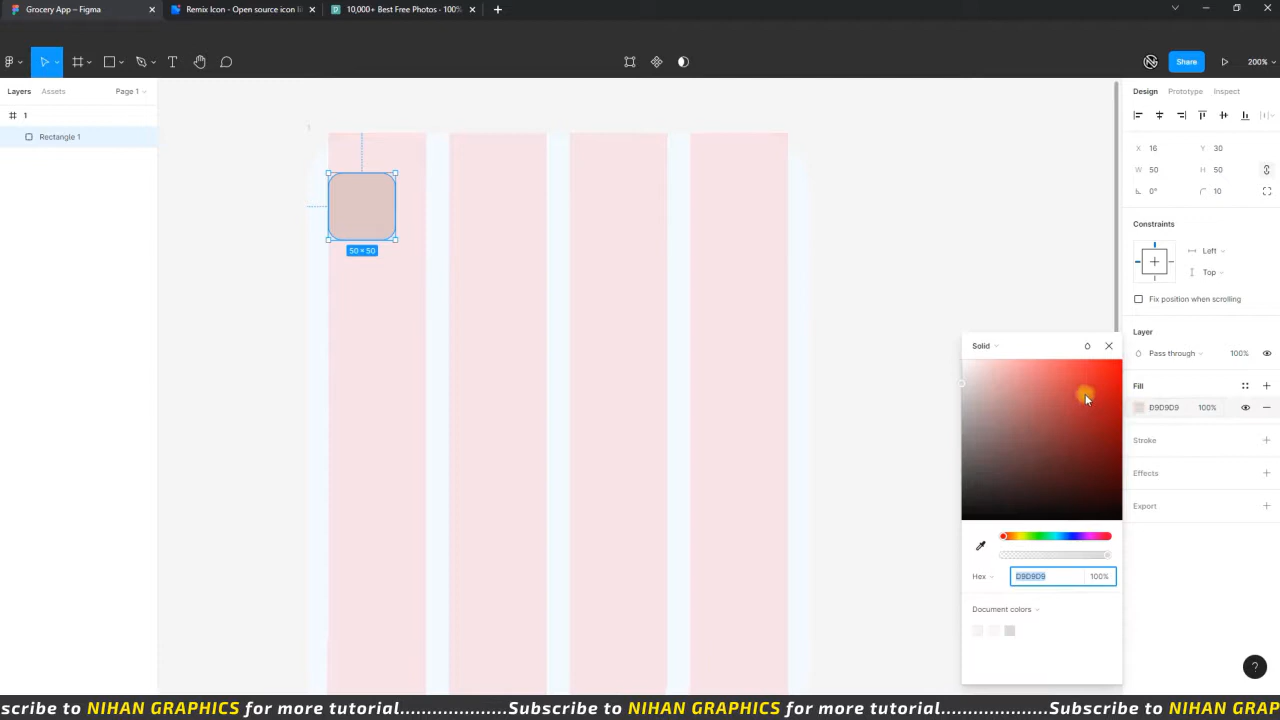 Grocery App – Figma
Remix Icon - Open source icon li
10,000+ Best Free Photos · 100%
Share
200%
Layers
Assets
Page 1
Design
Prototype
Inspect
1
Rectangle 1
1
50 × 50
X
16
Y
30
W
50
H
50
0°
10
Constraints
Left
Top
Fix position when scrolling
Layer
Pass through
100%
Fill
D9D9D9
100%
Stroke
Effects
Export
Solid
Hex
D9D9D9
100%
Document colors
?
scribe to NIHAN GRAPHICS for more tutorial....................Subscribe to NIHAN GRAPHICS for more tutorial....................Subscribe to NIHAN GRAP